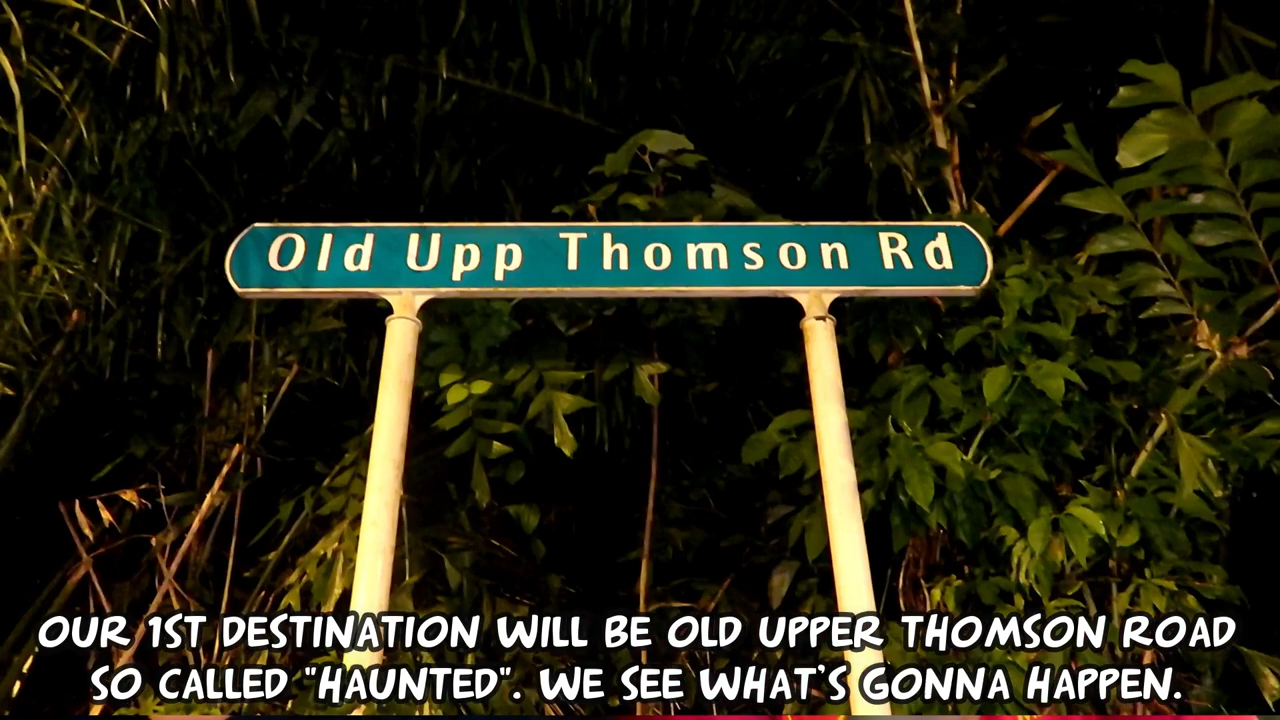 Old Upp Thomson Rd
OUR 1ST DESTINATION WILL BE OLD UPPER THOMSON ROAD
SO CALLED "HAUNTED". WE SEE WHAT'S GONNA HAPPEN.